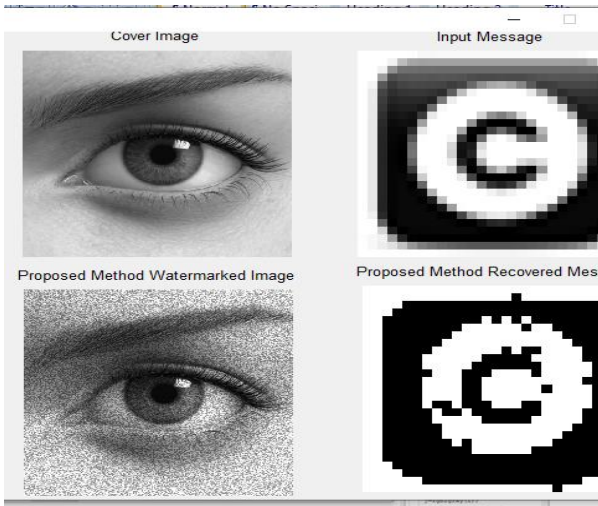 Cover Image
Input Message
Proposed Method Watermarked Image
Proposed Method Recovered Mes
C